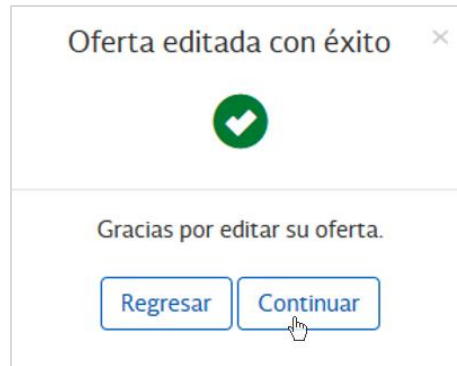 Oferta editada con éxito ×
Gracias por editar su oferta.
Regresar Continuar